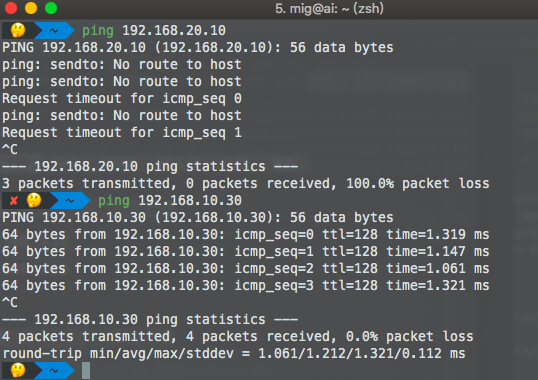 5. mig@ai: ~ (zsh)
🤔 ~ ping 192.168.20.10
PING 192.168.20.10 (192.168.20.10): 56 data bytes
ping: sendto: No route to host
ping: sendto: No route to host
Request timeout for icmp_seq 0
ping: sendto: No route to host
Request timeout for icmp_seq 1
^C
--- 192.168.20.10 ping statistics ---
3 packets transmitted, 0 packets received, 100.0% packet loss
✘ 🤔 ~ ping 192.168.10.30
PING 192.168.10.30 (192.168.10.30): 56 data bytes
64 bytes from 192.168.10.30: icmp_seq=0 ttl=128 time=1.319 ms
64 bytes from 192.168.10.30: icmp_seq=1 ttl=128 time=1.147 ms
64 bytes from 192.168.10.30: icmp_seq=2 ttl=128 time=1.061 ms
64 bytes from 192.168.10.30: icmp_seq=3 ttl=128 time=1.321 ms
^C
--- 192.168.10.30 ping statistics ---
4 packets transmitted, 4 packets received, 0.0% packet loss
round-trip min/avg/max/stddev = 1.061/1.212/1.321/0.112 ms
🤔 ~